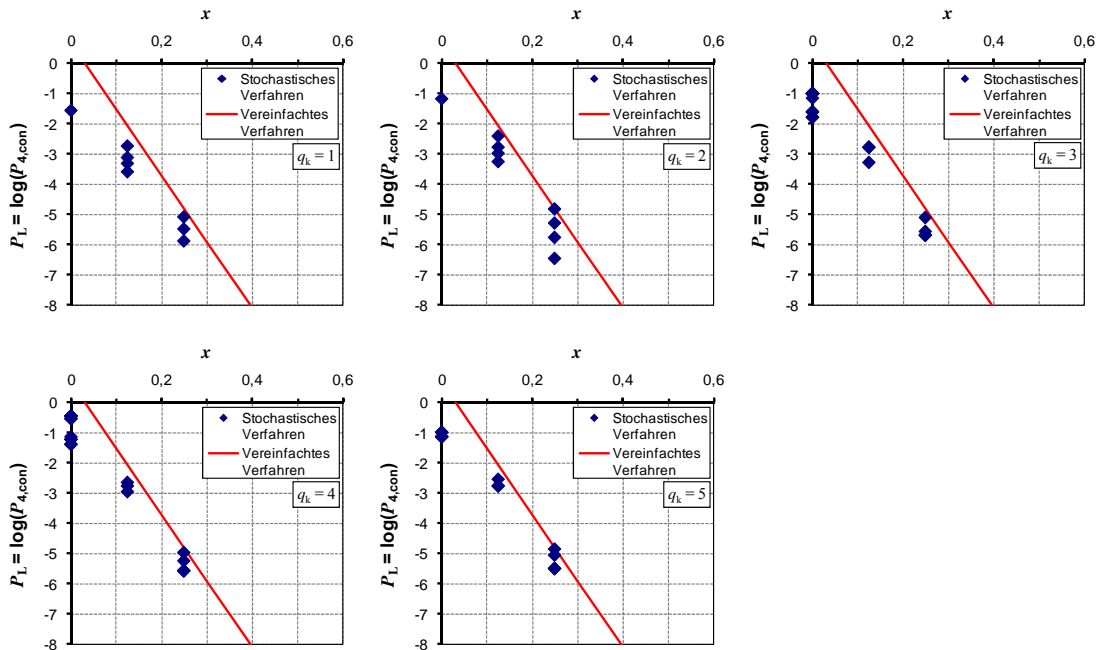 x
0 0,2 0,4 0,6
0
-1
-2
-3
-4
-5
-6
-7
-8
P_L = log(P_4,con)
Stochastisches
Verfahren
Vereinfachtes
Verfahren
q_k = 1
x
0 0,2 0,4 0,6
0
-1
-2
-3
-4
-5
-6
-7
-8
P_L = log(P_4,con)
Stochastisches
Verfahren
Vereinfachtes
Verfahren
q_k = 2
x
0 0,2 0,4 0,6
0
-1
-2
-3
-4
-5
-6
-7
-8
P_L = log(P_4,con)
Stochastisches
Verfahren
Vereinfachtes
Verfahren
q_k = 3
x
0 0,2 0,4 0,6
0
-1
-2
-3
-4
-5
-6
-7
-8
P_L = log(P_4,con)
Stochastisches
Verfahren
Vereinfachtes
Verfahren
q_k = 4
x
0 0,2 0,4 0,6
0
-1
-2
-3
-4
-5
-6
-7
-8
P_L = log(P_4,con)
Stochastisches
Verfahren
Vereinfachtes
Verfahren
q_k = 5